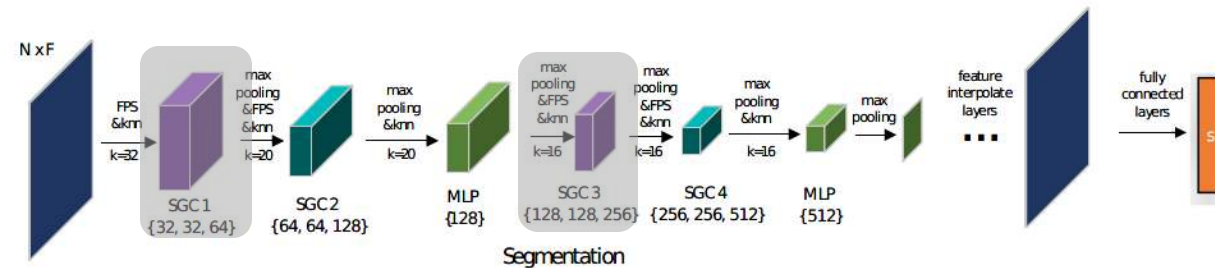 N x F
FPS
&knn
k=32
SGC 1
{32, 32, 64}
max
pooling
&FPS
&knn
k=20
SGC 2
{64, 64, 128}
max
pooling
&knn
k=20
MLP
{128}
max
pooling
&FPS
&knn
k=16
SGC 3
{128, 128, 256}
max
pooling
&FPS
&knn
k=16
SGC 4
{256, 256, 512}
max
pooling
&knn
k=16
MLP
{512}
max
pooling
feature
interpolate
layers
...
fully
connected
layers
S
Segmentation